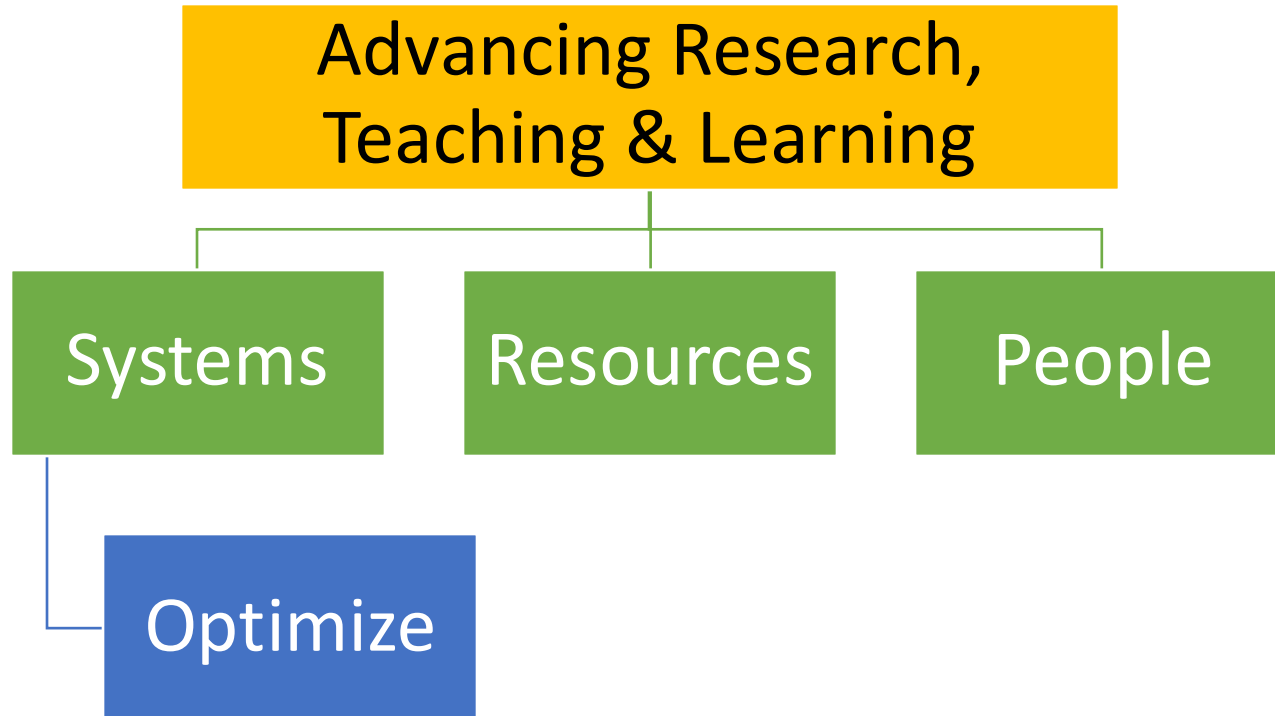 Advancing Research,
Teaching & Learning
Systems
Resources
People
Optimize